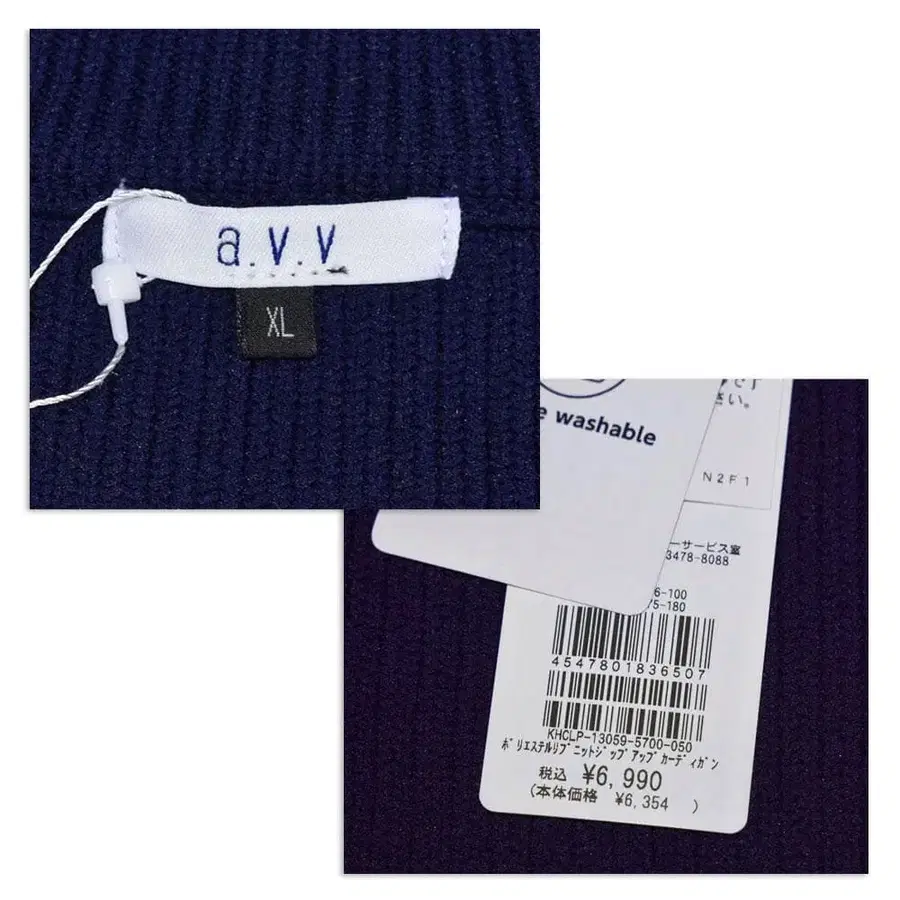 a.v.v
XL
washable
さい。
N2F1
ーサービス室
3478-8088
6-100
75-180
4547801836507
KHCLP-13059-5700-050
ポリエステルリブニットジップアップカーディガン
税込 ¥6,990
(本体価格 ¥6,354 )